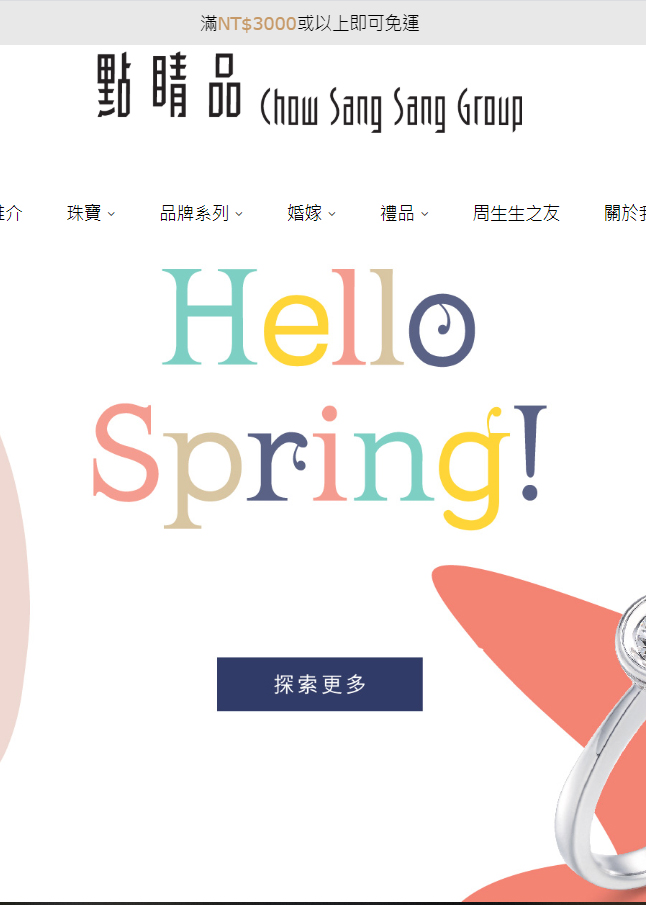 滿NT$3000或以上即可免運
點睛品 Chow Sang Sang Group
介 珠寶 品牌系列 婚嫁 禮品 周生生之友 關於
Hello
Spring!
探索更多